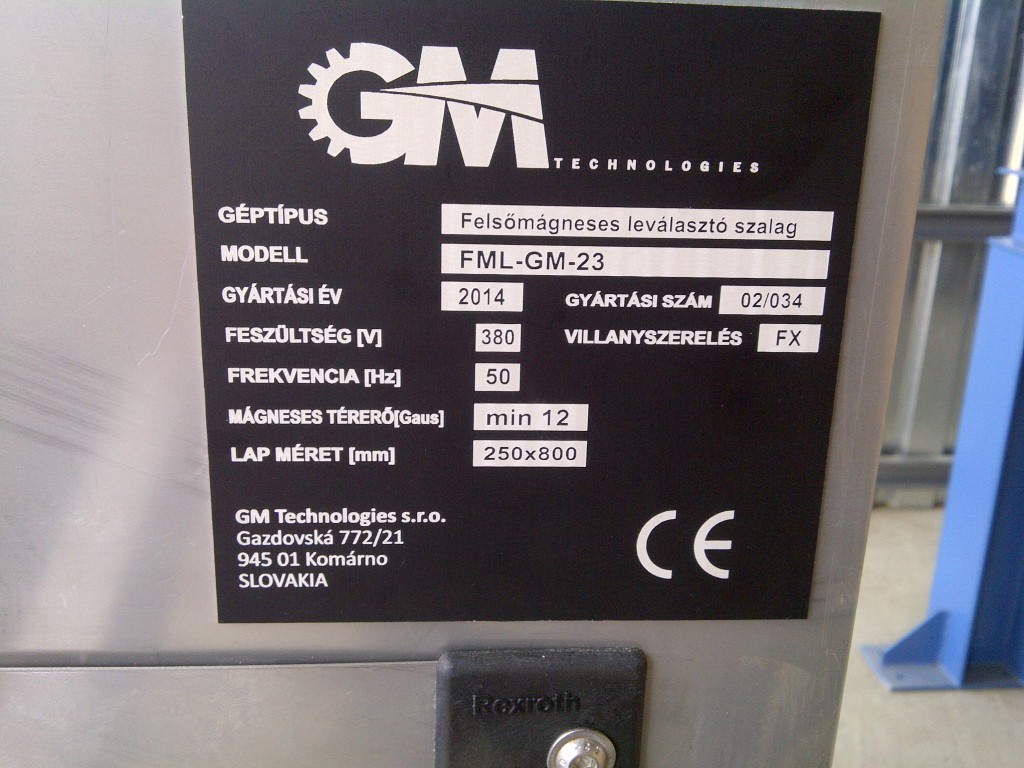 GM
TECHNOLOGIES
GÉPTÍPUS Felsőmágneses leválasztó szalag
MODELL FML-GM-23
GYÁRTÁSI ÉV 2014 GYÁRTÁSI SZÁM 02/034
FESZÜLTSÉG [V] 380 VILLANYSZERELÉS FX
FREKVENCIA [Hz] 50
MÁGNESES TÉRERŐ[Gaus] min 12
LAP MÉRET [mm] 250x800
GM Technologies s.r.o.
Gazdovská 772/21
945 01 Komárno
SLOVAKIA
CE
Rexroth